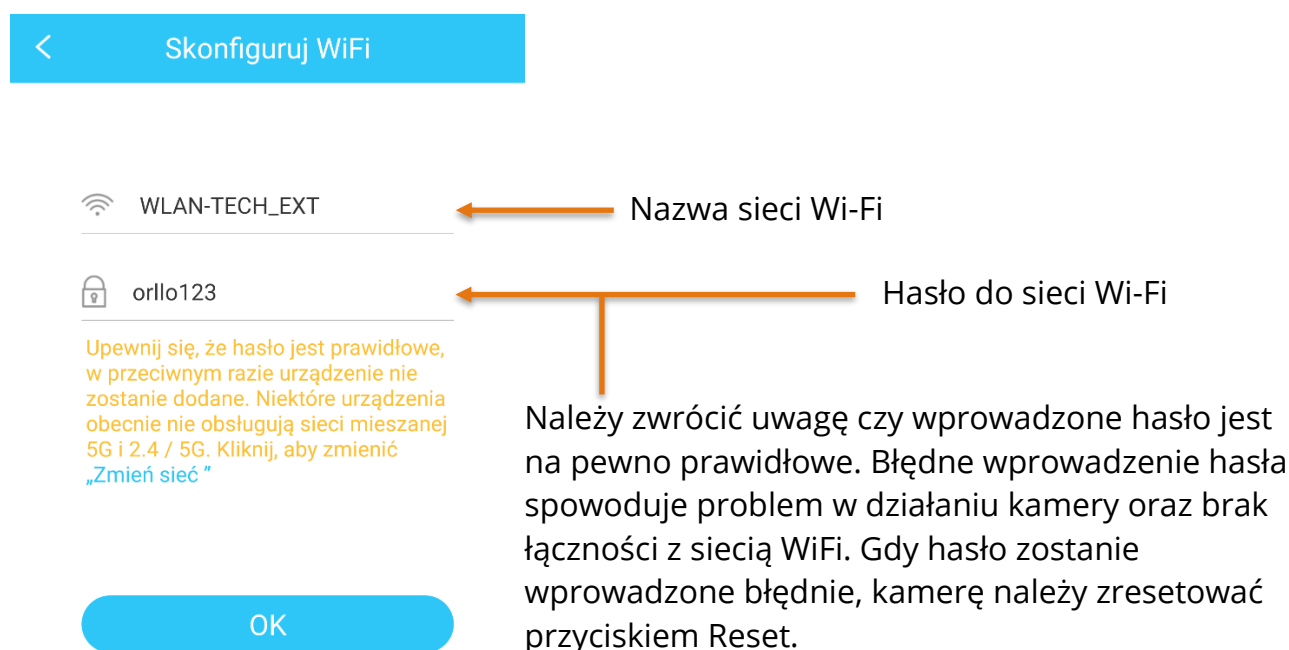 Skonfiguruj WiFi
WLAN-TECH_EXT
Nazwa sieci Wi-Fi
orllo123
Hasło do sieci Wi-Fi
Upewnij się, że hasło jest prawidłowe,
w przeciwnym razie urządzenie nie
zostanie dodane. Niektóre urządzenia
obecnie nie obsługują sieci mieszanej
5G i 2.4 / 5G. Kliknij, aby zmienić
„Zmień sieć ”
Należy zwrócić uwagę czy wprowadzone hasło jest
na pewno prawidłowe. Błędne wprowadzenie hasła
spowoduje problem w działaniu kamery oraz brak
łączności z siecią WiFi. Gdy hasło zostanie
wprowadzone błędnie, kamerę należy zresetować
przyciskiem Reset.
OK